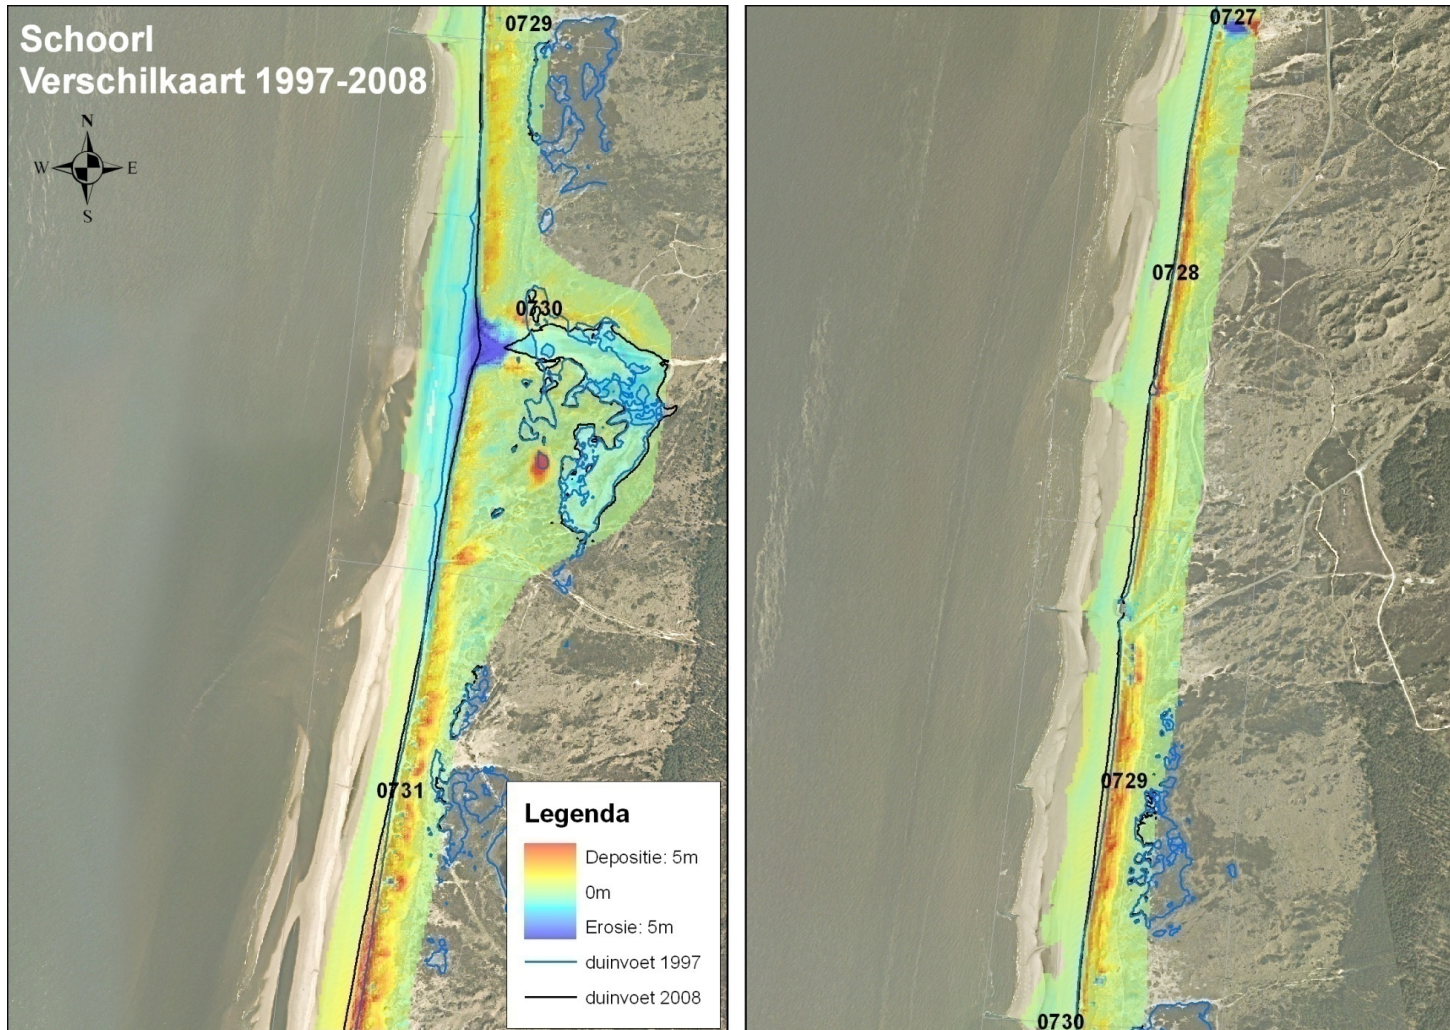 Schoorl
Verschilkaart 1997-2008
N
W
E
S
0729
0730
0731
Legenda
Depositie: 5m
0m
Erosie: 5m
duinvoet 1997
duinvoet 2008
0727
0728
0729
0730